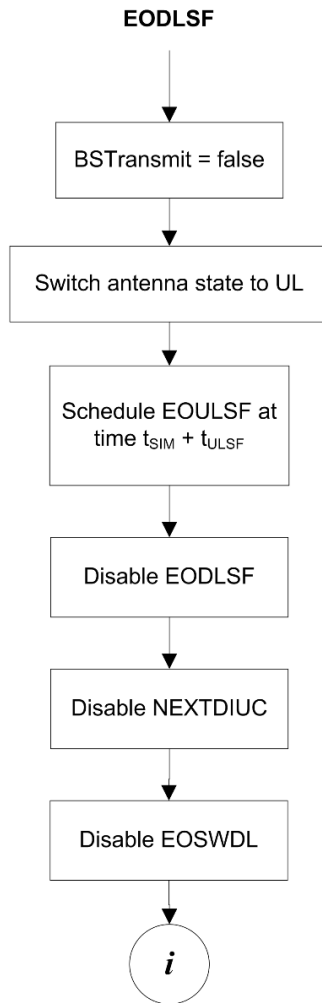 EODLSF
BSTransmit = false
Switch antenna state to UL
Schedule EOULSF at
time tSIM + tULSF
Disable EODLSF
Disable NEXTDIUC
Disable EOSWDL
i